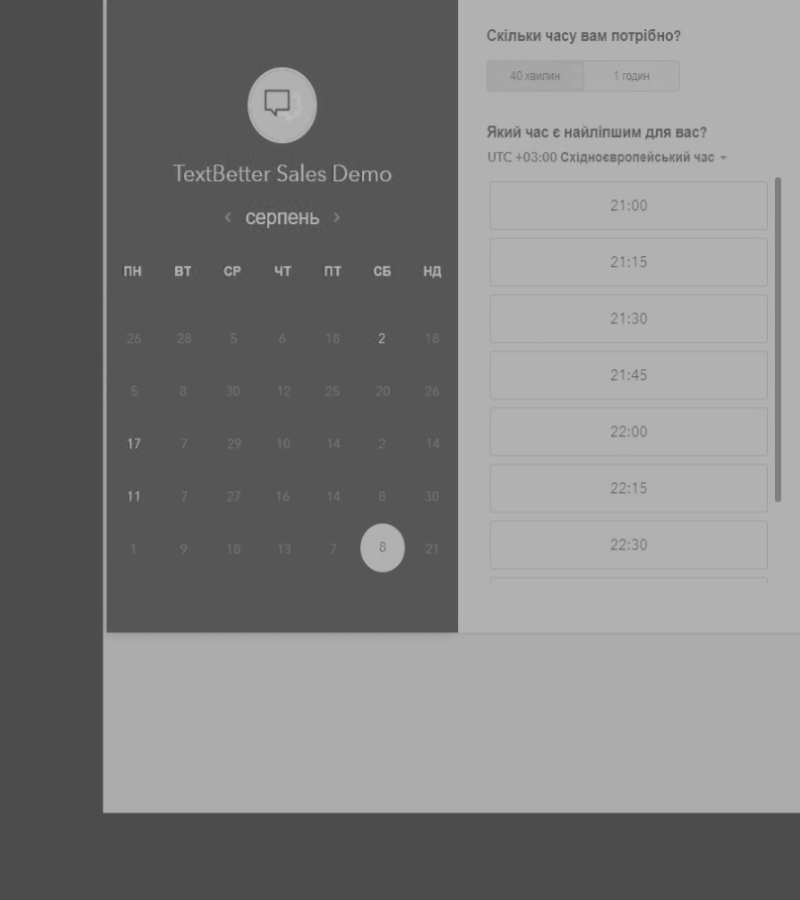 TextBetter Sales Demo
серпень
ПН ВТ СР ЧТ ПТ СБ НД
26 28 5 6 18 2 18
5 8 30 12 25 20 26
17 7 29 10 14 2 14
11 7 27 16 14 8 30
1 9 18 13 7 8 21
Скільки часу вам потрібно?
40 хвилин 1 годин
Який час є найліпшим для вас?
UTC +03:00 Східноєвропейський час
21:00
21:15
21:30
21:45
22:00
22:15
22:30